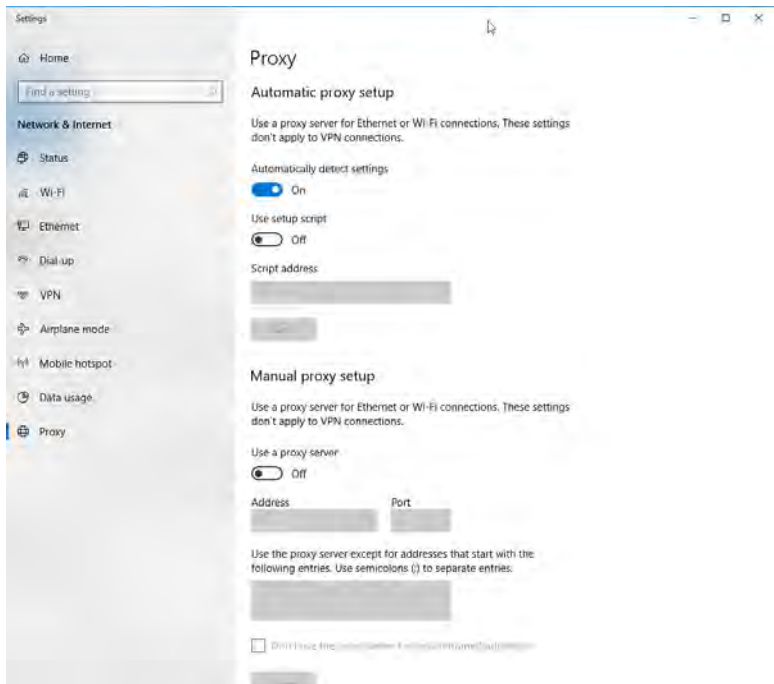 Settings
Home
Find a setting
Network & Internet
Status
Wi-Fi
Ethernet
Dial-up
VPN
Airplane mode
Mobile hotspot
Data usage
Proxy
Proxy
Automatic proxy setup
Use a proxy server for Ethernet or Wi-Fi connections. These settings
don't apply to VPN connections.
Automatically detect settings
On
Use setup script
Off
Script address
Manual proxy setup
Use a proxy server for Ethernet or Wi-Fi connections. These settings
don't apply to VPN connections.
Use a proxy server
Off
Address Port
Use the proxy server except for addresses that start with the
following entries. Use semicolons (;) to separate entries.